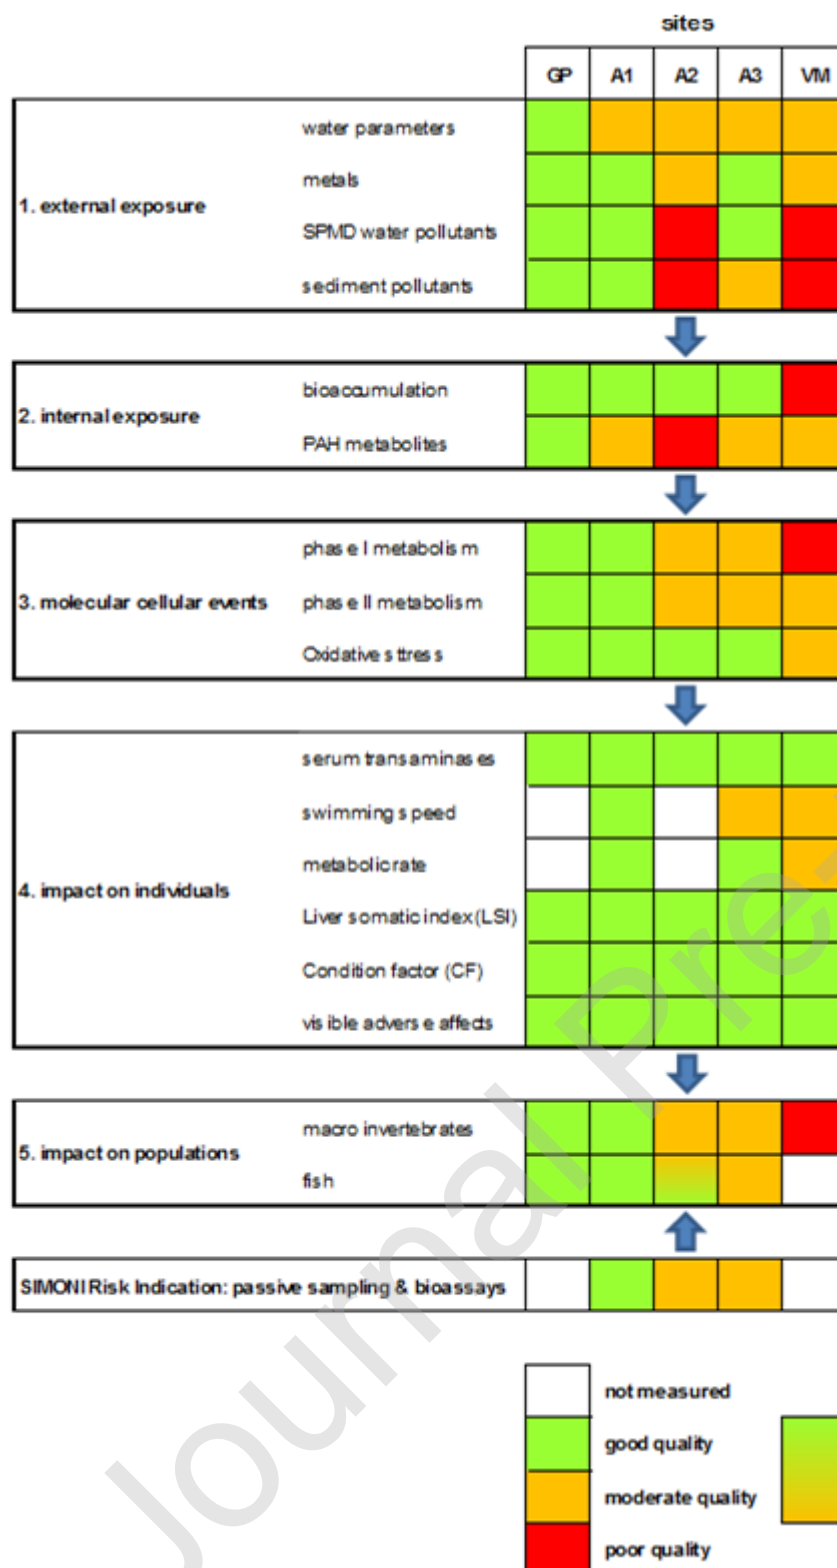 sites
GP A1 A2 A3 VM
water parameters
metals
1. external exposure
SPMD water pollutants
sediment pollutants
bioaccumulation
2. internal exposure
PAH metabolites
phase I metabolism
3. molecular cellular events phase II metabolism
Oxidative sttress
serum transaminases
swimming speed
metabolic rate
4. impact on individuals
Liver somatic index (LSI)
Condition factor (CF)
visible adverse affects
macro invertebrates
5. impact on populations
fish
SIMONI Risk Indication: passive sampling & bioassays
not measured
good quality
moderate quality
poor quality
Journal Pre-